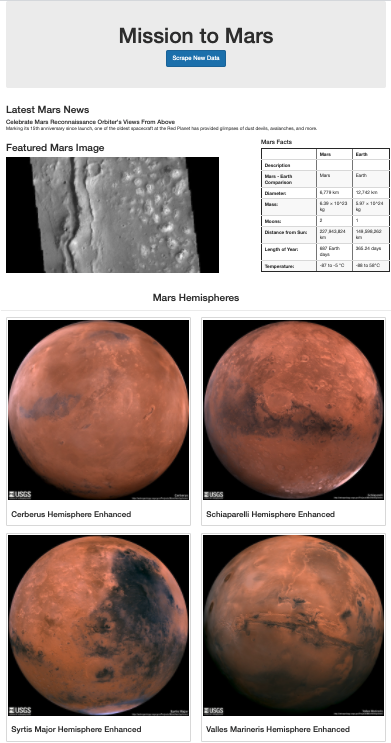 Mission to Mars
Scrape New Data
Latest Mars News
Celebrate Mars Reconnaissance Orbiter's Views From Above
Marking its 15th anniversary since launch, one of the oldest spacecraft at the Red Planet has provided glimpses of dust devils, avalanches, and more.
Featured Mars Image
Mars Facts
Mars Earth
Description
Mars - Earth Comparison Mars Earth
Diameter: 6,779 km 12,742 km
Mass: 6.39 × 10^23 kg 5.97 × 10^24 kg
Moons: 2 1
Distance from Sun: 227,943,824 km 149,598,262 km
Length of Year: 687 Earth days 365.24 days
Temperature: -87 to -5 °C -88 to 58°C
Mars Hemispheres
USGS
Cerberus
USGS
Schiaparelli
Cerberus Hemisphere Enhanced
Schiaparelli Hemisphere Enhanced
USGS
Syrtis Major
USGS
Valles Marineris
Syrtis Major Hemisphere Enhanced
Valles Marineris Hemisphere Enhanced